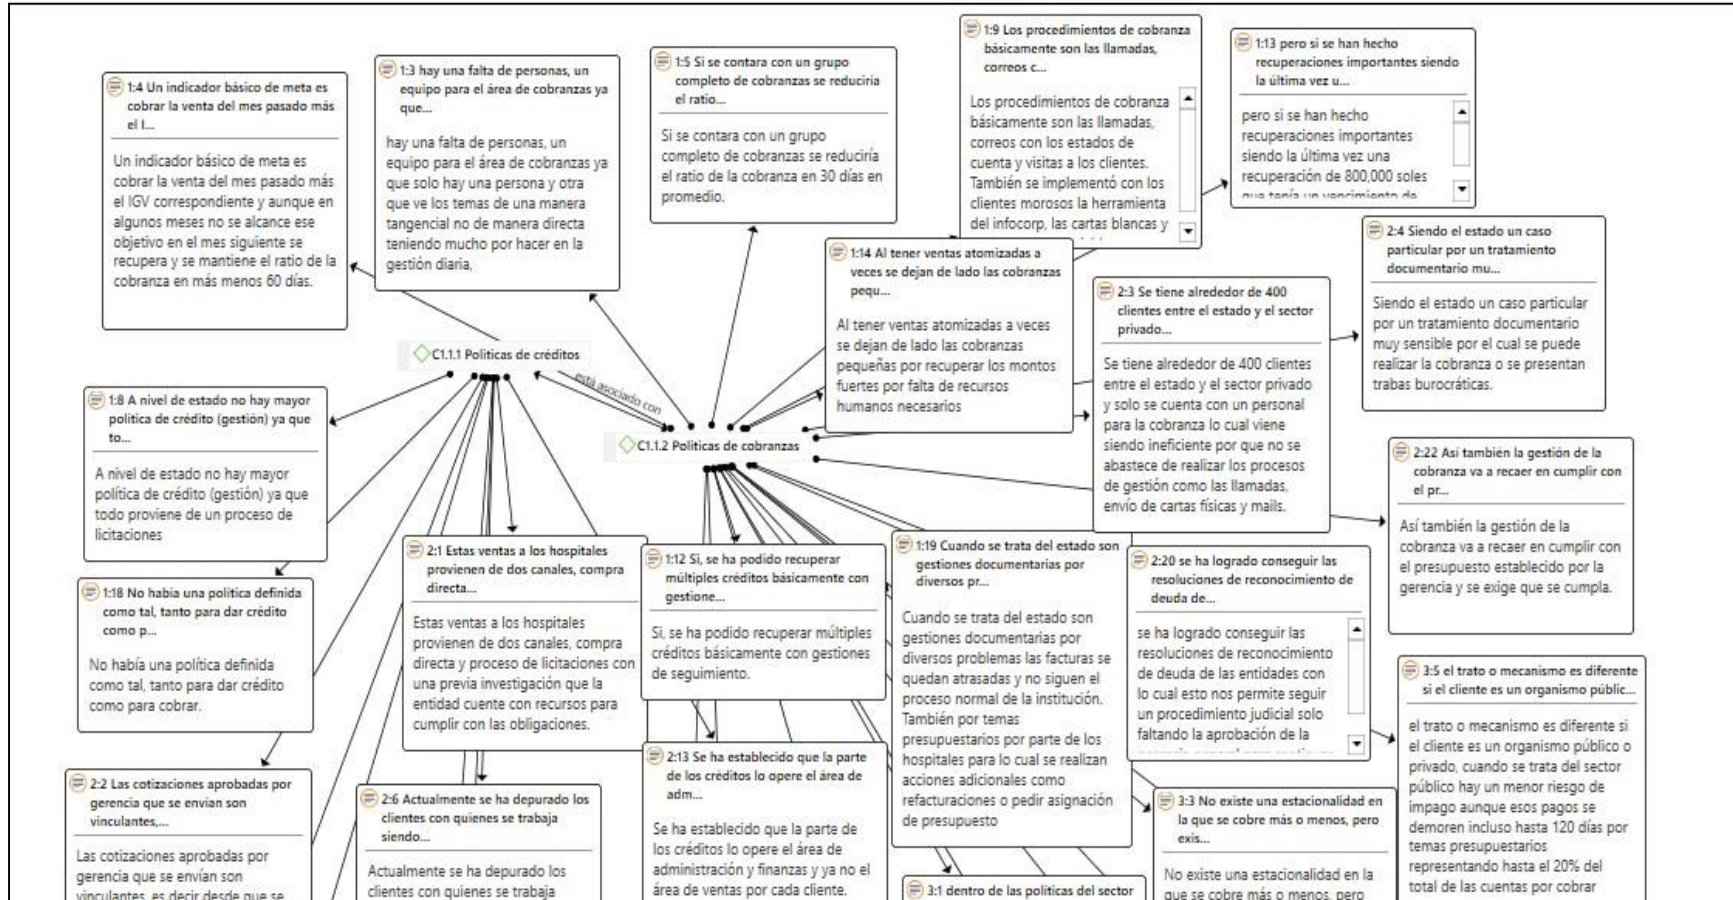 1:4 Un indicador básico de meta es
cobrar la venta del mes pasado más
el I...
Un indicador básico de meta es
cobrar la venta del mes pasado más
el IGV correspondiente y aunque en
algunos meses no se alcance ese
objetivo en el mes siguiente se
recupera y se mantiene el ratio de la
cobranza en más menos 60 días.
1:3 hay una falta de personas, un
equipo para el área de cobranzas ya
que...
hay una falta de personas, un
equipo para el área de cobranzas ya
que solo hay una persona y otra
que ve los temas de una manera
tangencial no de manera directa
teniendo mucho por hacer en la
gestión diaria,
1:5 Si se contara con un grupo
completo de cobranzas se reduciria
el ratio...
Si se contara con un grupo
completo de cobranzas se reduciría
el ratio de la cobranza en 30 días en
promedio.
1:9 Los procedimientos de cobranza
básicamente son las llamadas,
correos c...
Los procedimientos de cobranza
básicamente son las llamadas,
correos con los estados de
cuenta y visitas a los clientes.
También se implementó con los
clientes morosos la herramienta
del infocorp, las cartas blancas y
1:13 pero si se han hecho
recuperaciones importantes siendo
la última vez u...
pero si se han hecho
recuperaciones importantes
siendo la última vez una
recuperación de 800,000 soles
que tenía un vencimiento de
1:14 Al tener ventas atomizadas a
veces se dejan de lado las cobranzas
pequ...
Al tener ventas atomizadas a veces
se dejan de lado las cobranzas
pequeñas por recuperar los montos
fuertes por falta de recursos
humanos necesarios
2:3 Se tiene alrededor de 400
clientes entre el estado y el sector
privado...
Se tiene alrededor de 400 clientes
entre el estado y el sector privado
y solo se cuenta con un personal
para la cobranza lo cual viene
siendo ineficiente por que no se
abastece de realizar los procesos
de gestión como las llamadas,
envío de cartas físicas y mails.
2:4 Siendo el estado un caso
particular por un tratamiento
documentario mu...
Siendo el estado un caso particular
por un tratamiento documentario
muy sensible por el cual se puede
realizar la cobranza o se presentan
trabas burocráticas.
C1.1.1 Politicas de créditos
está asociado con
C1.1.2 Politicas de cobranzas
1:8 A nivel de estado no hay mayor
política de crédito (gestión) ya que
to...
A nivel de estado no hay mayor
política de crédito (gestión) ya que
todo proviene de un proceso de
licitaciones
2:22 Así también la gestión de la
cobranza va a recaer en cumplir con
el pr...
Así también la gestión de la
cobranza va a recaer en cumplir con
el presupuesto establecido por la
gerencia y se exige que se cumpla.
1:18 No habia una política definida
como tal, tanto para dar crédito
como p...
No había una política definida
como tal, tanto para dar crédito
como para cobrar.
2:1 Estas ventas a los hospitales
provienen de dos canales, compra
directa...
Estas ventas a los hospitales
provienen de dos canales, compra
directa y proceso de licitaciones con
una previa investigación que la
entidad cuente con recursos para
cumplir con las obligaciones.
1:12 Si, se ha podido recuperar
múltiples créditos básicamente con
gestione...
Si, se ha podido recuperar múltiples
créditos básicamente con gestiones
de seguimiento.
1:19 Cuando se trata del estado son
gestiones documentarias por
diversos pr...
Cuando se trata del estado son
gestiones documentarias por
diversos problemas las facturas se
quedan atrasadas y no siguen el
proceso normal de la institución.
También por temas
presupuestarios por parte de los
hospitales para lo cual se realizan
acciones adicionales como
refacturaciones o pedir asignación
de presupuesto
2:20 se ha logrado conseguir las
resoluciones de reconocimiento de
deuda de...
se ha logrado conseguir las
resoluciones de reconocimiento
de deuda de las entidades con
lo cual esto nos permite seguir
un procedimiento judicial solo
faltando la aprobación de la
3:5 el trato o mecanismo es diferente
si el cliente es un organismo públic...
el trato o mecanismo es diferente si
el cliente es un organismo público o
privado, cuando se trata del sector
público hay un menor riesgo de
impago aunque esos pagos se
demoren incluso hasta 120 días por
temas presupuestarios
representando hasta el 20% del
total de las cuentas por cobrar
2:2 Las cotizaciones aprobadas por
gerencia que se envian son
vinculantes,...
Las cotizaciones aprobadas por
gerencia que se envían son
vinculantes, es decir desde que se
2:6 Actualmente se ha depurado los
clientes con quienes se trabaja
siendo...
Actualmente se ha depurado los
clientes con quienes se trabaja
2:13 Se ha establecido que la parte
de los créditos lo opere el área de
adm...
Se ha establecido que la parte de
los créditos lo opere el área de
administración y finanzas y ya no el
área de ventas por cada cliente.
3:1 dentro de las politicas del sector
3:3 No existe una estacionalidad en
la que se cobre más o menos, pero
exis...
No existe una estacionalidad en la
que se cobre más o menos, pero